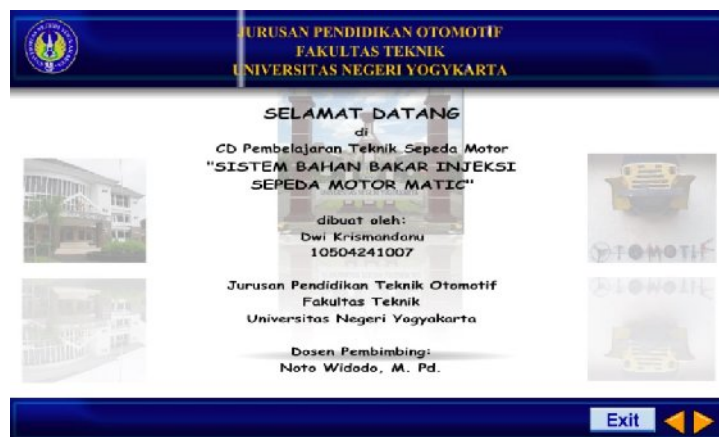 JURUSAN PENDIDIKAN OTOMOTIF
FAKULTAS TEKNIK
UNIVERSITAS NEGERI YOGYKARTA
SELAMAT DATANG
di
CD Pembelajaran Teknik Sepeda Motor
"SISTEM BAHAN BAKAR INJEKSI
SEPEDA MOTOR MATIC"
dibuat oleh:
Dwi Krismandanu
10504241007
Jurusan Pendidikan Teknik Otomotif
Fakultas Teknik
Universitas Negeri Yogyakarta
Dosen Pembimbing:
Noto Widodo, M. Pd.
OTOMOTIF
Exit